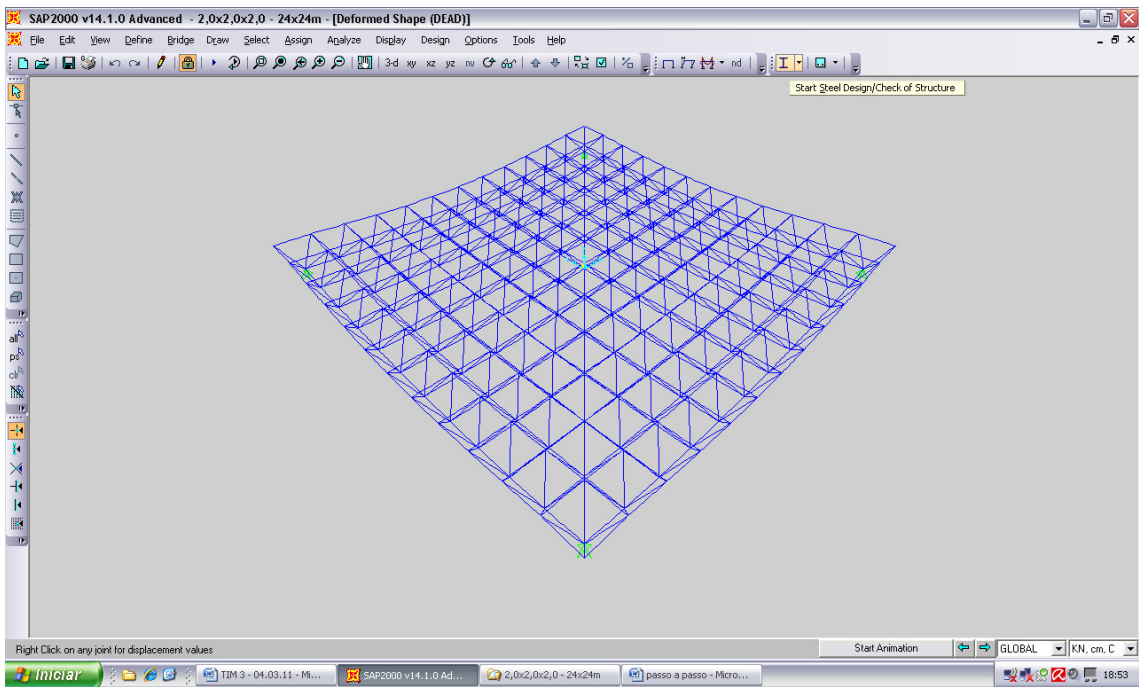 SAP2000 v14.1.0 Advanced - 2,0x2,0x2,0 - 24x24m - [Deformed Shape (DEAD)]
File Edit View Define Bridge Draw Select Assign Analyze Display Design Options Tools Help
3-d xy xz yz nv nd
Start Steel Design/Check of Structure
all
ps
clr
Right Click on any joint for displacement values
Start Animation GLOBAL KN, cm, C
Iniciar TIM 3 - 04.03.11 - Mi... SAP2000 v14.1.0 Ad... 2,0x2,0x2,0 - 24x24m passo a passo - Micro... 18:53